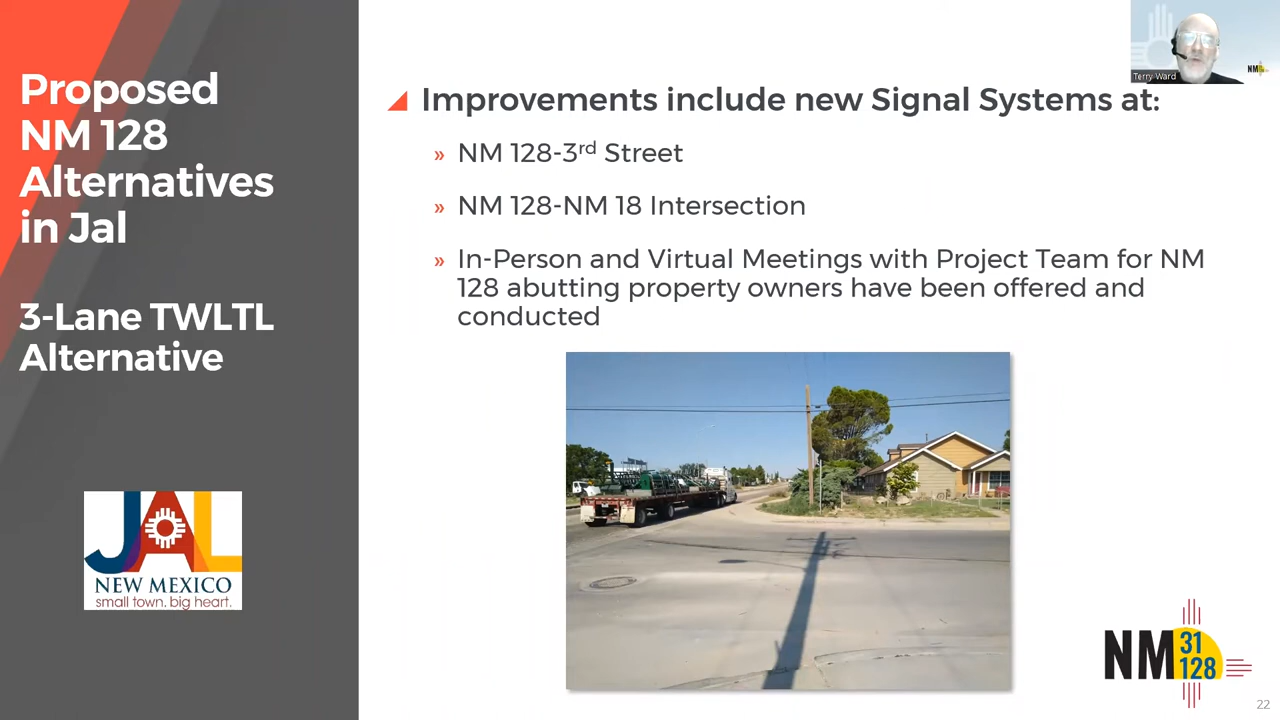 Proposed
NM 128
Alternatives
in Jal
3-Lane TWLTL
Alternative
JAL
NEW MEXICO
small town. big heart.
Improvements include new Signal Systems at:
» NM 128-3rd Street
» NM 128-NM 18 Intersection
» In-Person and Virtual Meetings with Project Team for NM
128 abutting property owners have been offered and
conducted
Terry Ward
NM
NM 31
128
22